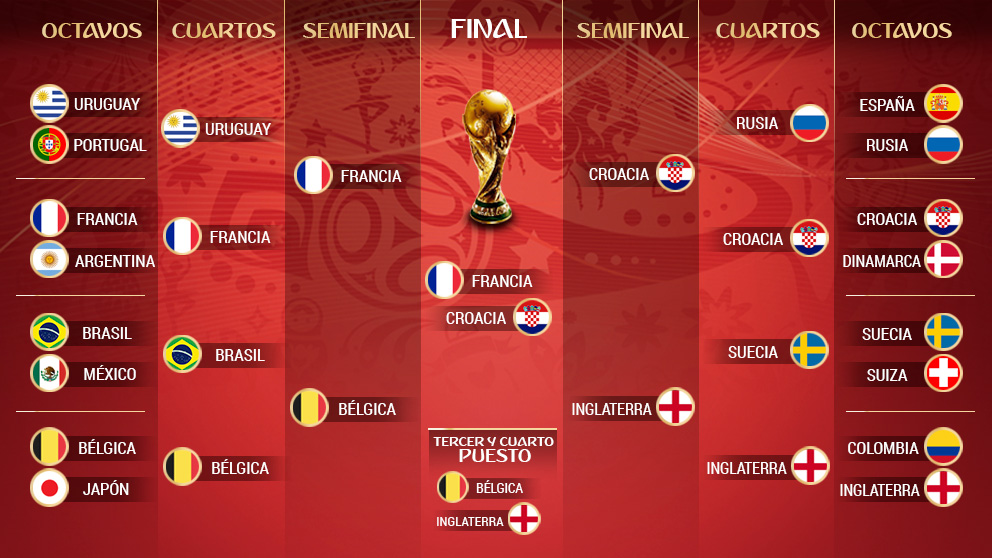 OCTAVOS
CUARTOS
SEMIFINAL
FINAL
SEMIFINAL
CUARTOS
OCTAVOS
URUGUAY
PORTUGAL
FRANCIA
ARGENTINA
BRASIL
MÉXICO
BÉLGICA
JAPÓN
URUGUAY
FRANCIA
BRASIL
BÉLGICA
FRANCIA
BÉLGICA
FRANCIA
CROACIA
TERCER Y CUARTO
PUESTO
BÉLGICA
INGLATERRA
CROACIA
INGLATERRA
RUSIA
CROACIA
SUECIA
INGLATERRA
ESPAÑA
RUSIA
CROACIA
DINAMARCA
SUECIA
SUIZA
COLOMBIA
INGLATERRA